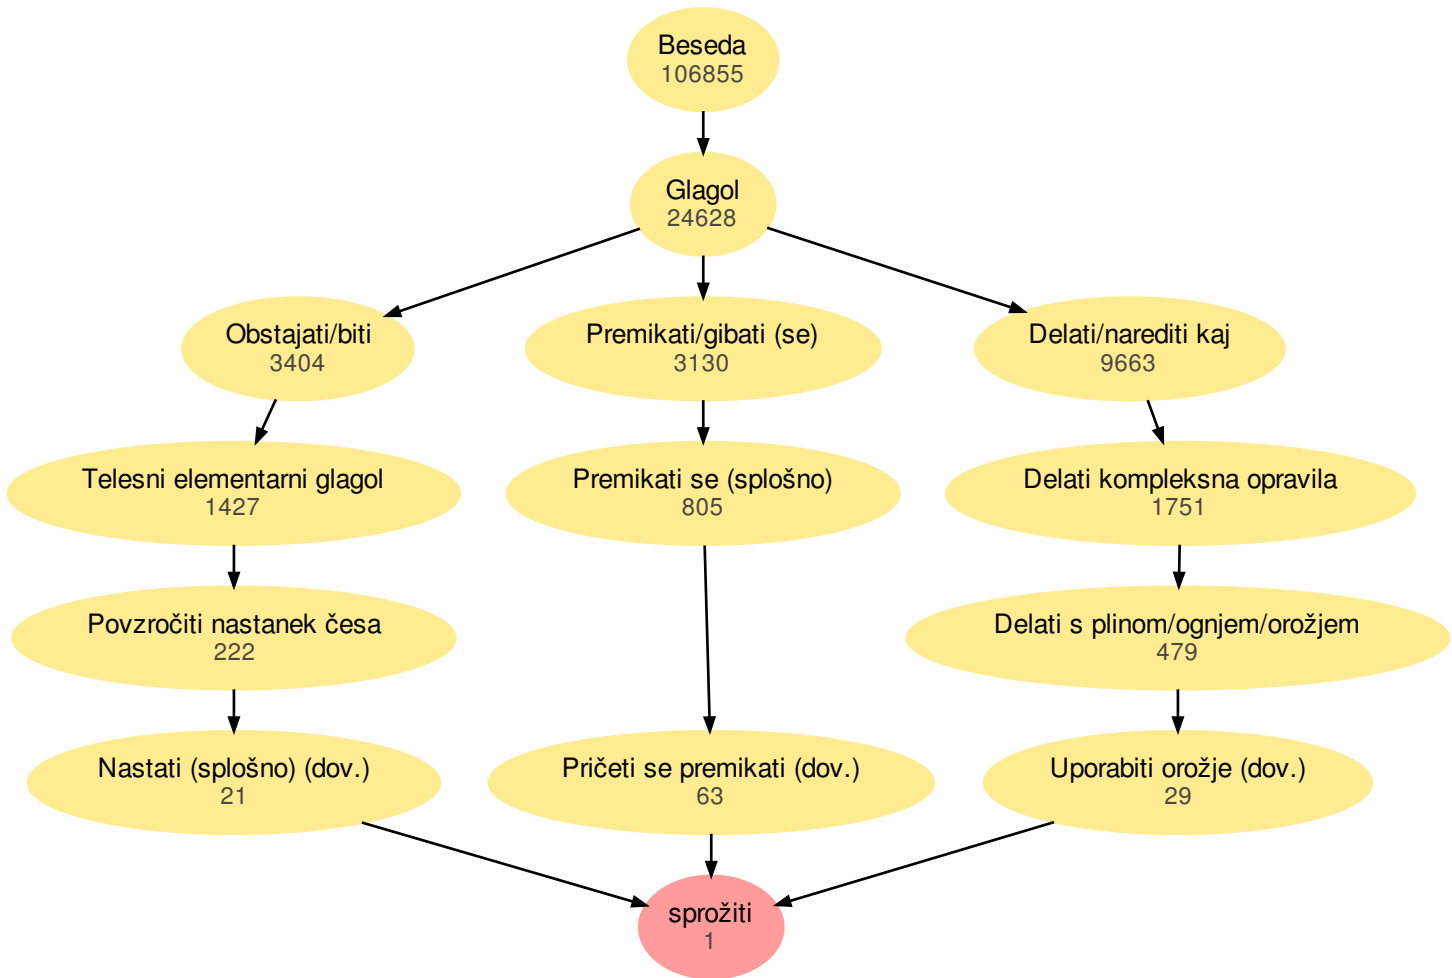 Beseda
106855
Glagol
24628
Obstajati/biti
3404
Premikati/gibati (se)
3130
Delati/narediti kaj
9663
Telesni elementarni glagol
1427
Premikati se (splošno)
805
Delati kompleksna opravila
1751
Povzročiti nastanek česa
222
Delati s plinom/ognjem/orožjem
479
Nastati (splošno) (dov.)
21
Pričeti se premikati (dov.)
63
Uporabiti orožje (dov.)
29
sprožiti
1